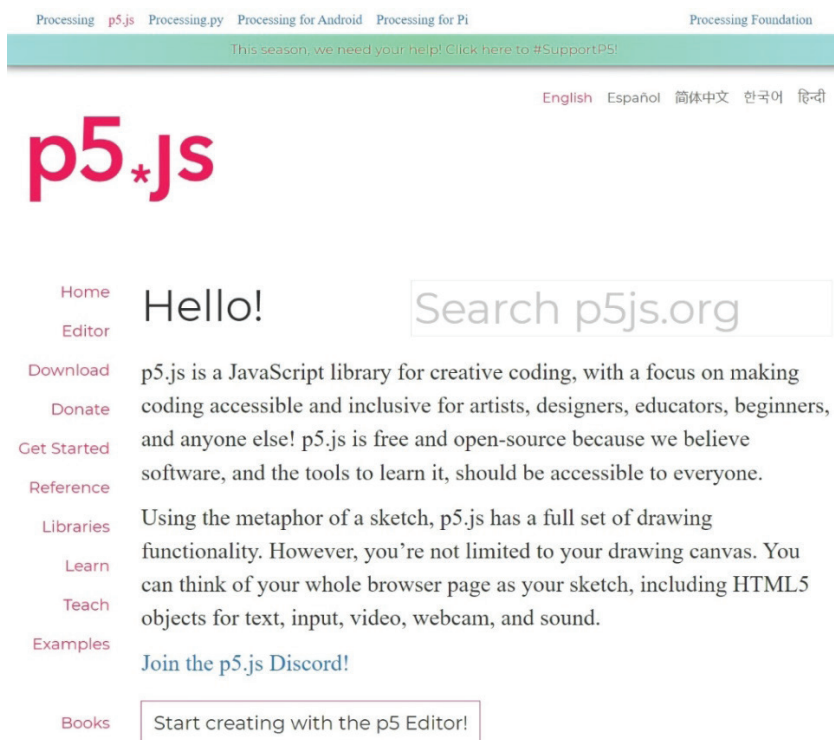 Processing p5.js Processing.py Processing for Android Processing for Pi Processing Foundation
This season, we need your help! Click here to #SupportP5!
English Español 简体中文 한국어 हिन्दी
p5*js
Home
Editor
Download
Donate
Get Started
Reference
Libraries
Learn
Teach
Examples
Books
Hello!
Search p5js.org
p5.js is a JavaScript library for creative coding, with a focus on making
coding accessible and inclusive for artists, designers, educators, beginners,
and anyone else! p5.js is free and open-source because we believe
software, and the tools to learn it, should be accessible to everyone.
Using the metaphor of a sketch, p5.js has a full set of drawing
functionality. However, you’re not limited to your drawing canvas. You
can think of your whole browser page as your sketch, including HTML5
objects for text, input, video, webcam, and sound.
Join the p5.js Discord!
Start creating with the p5 Editor!